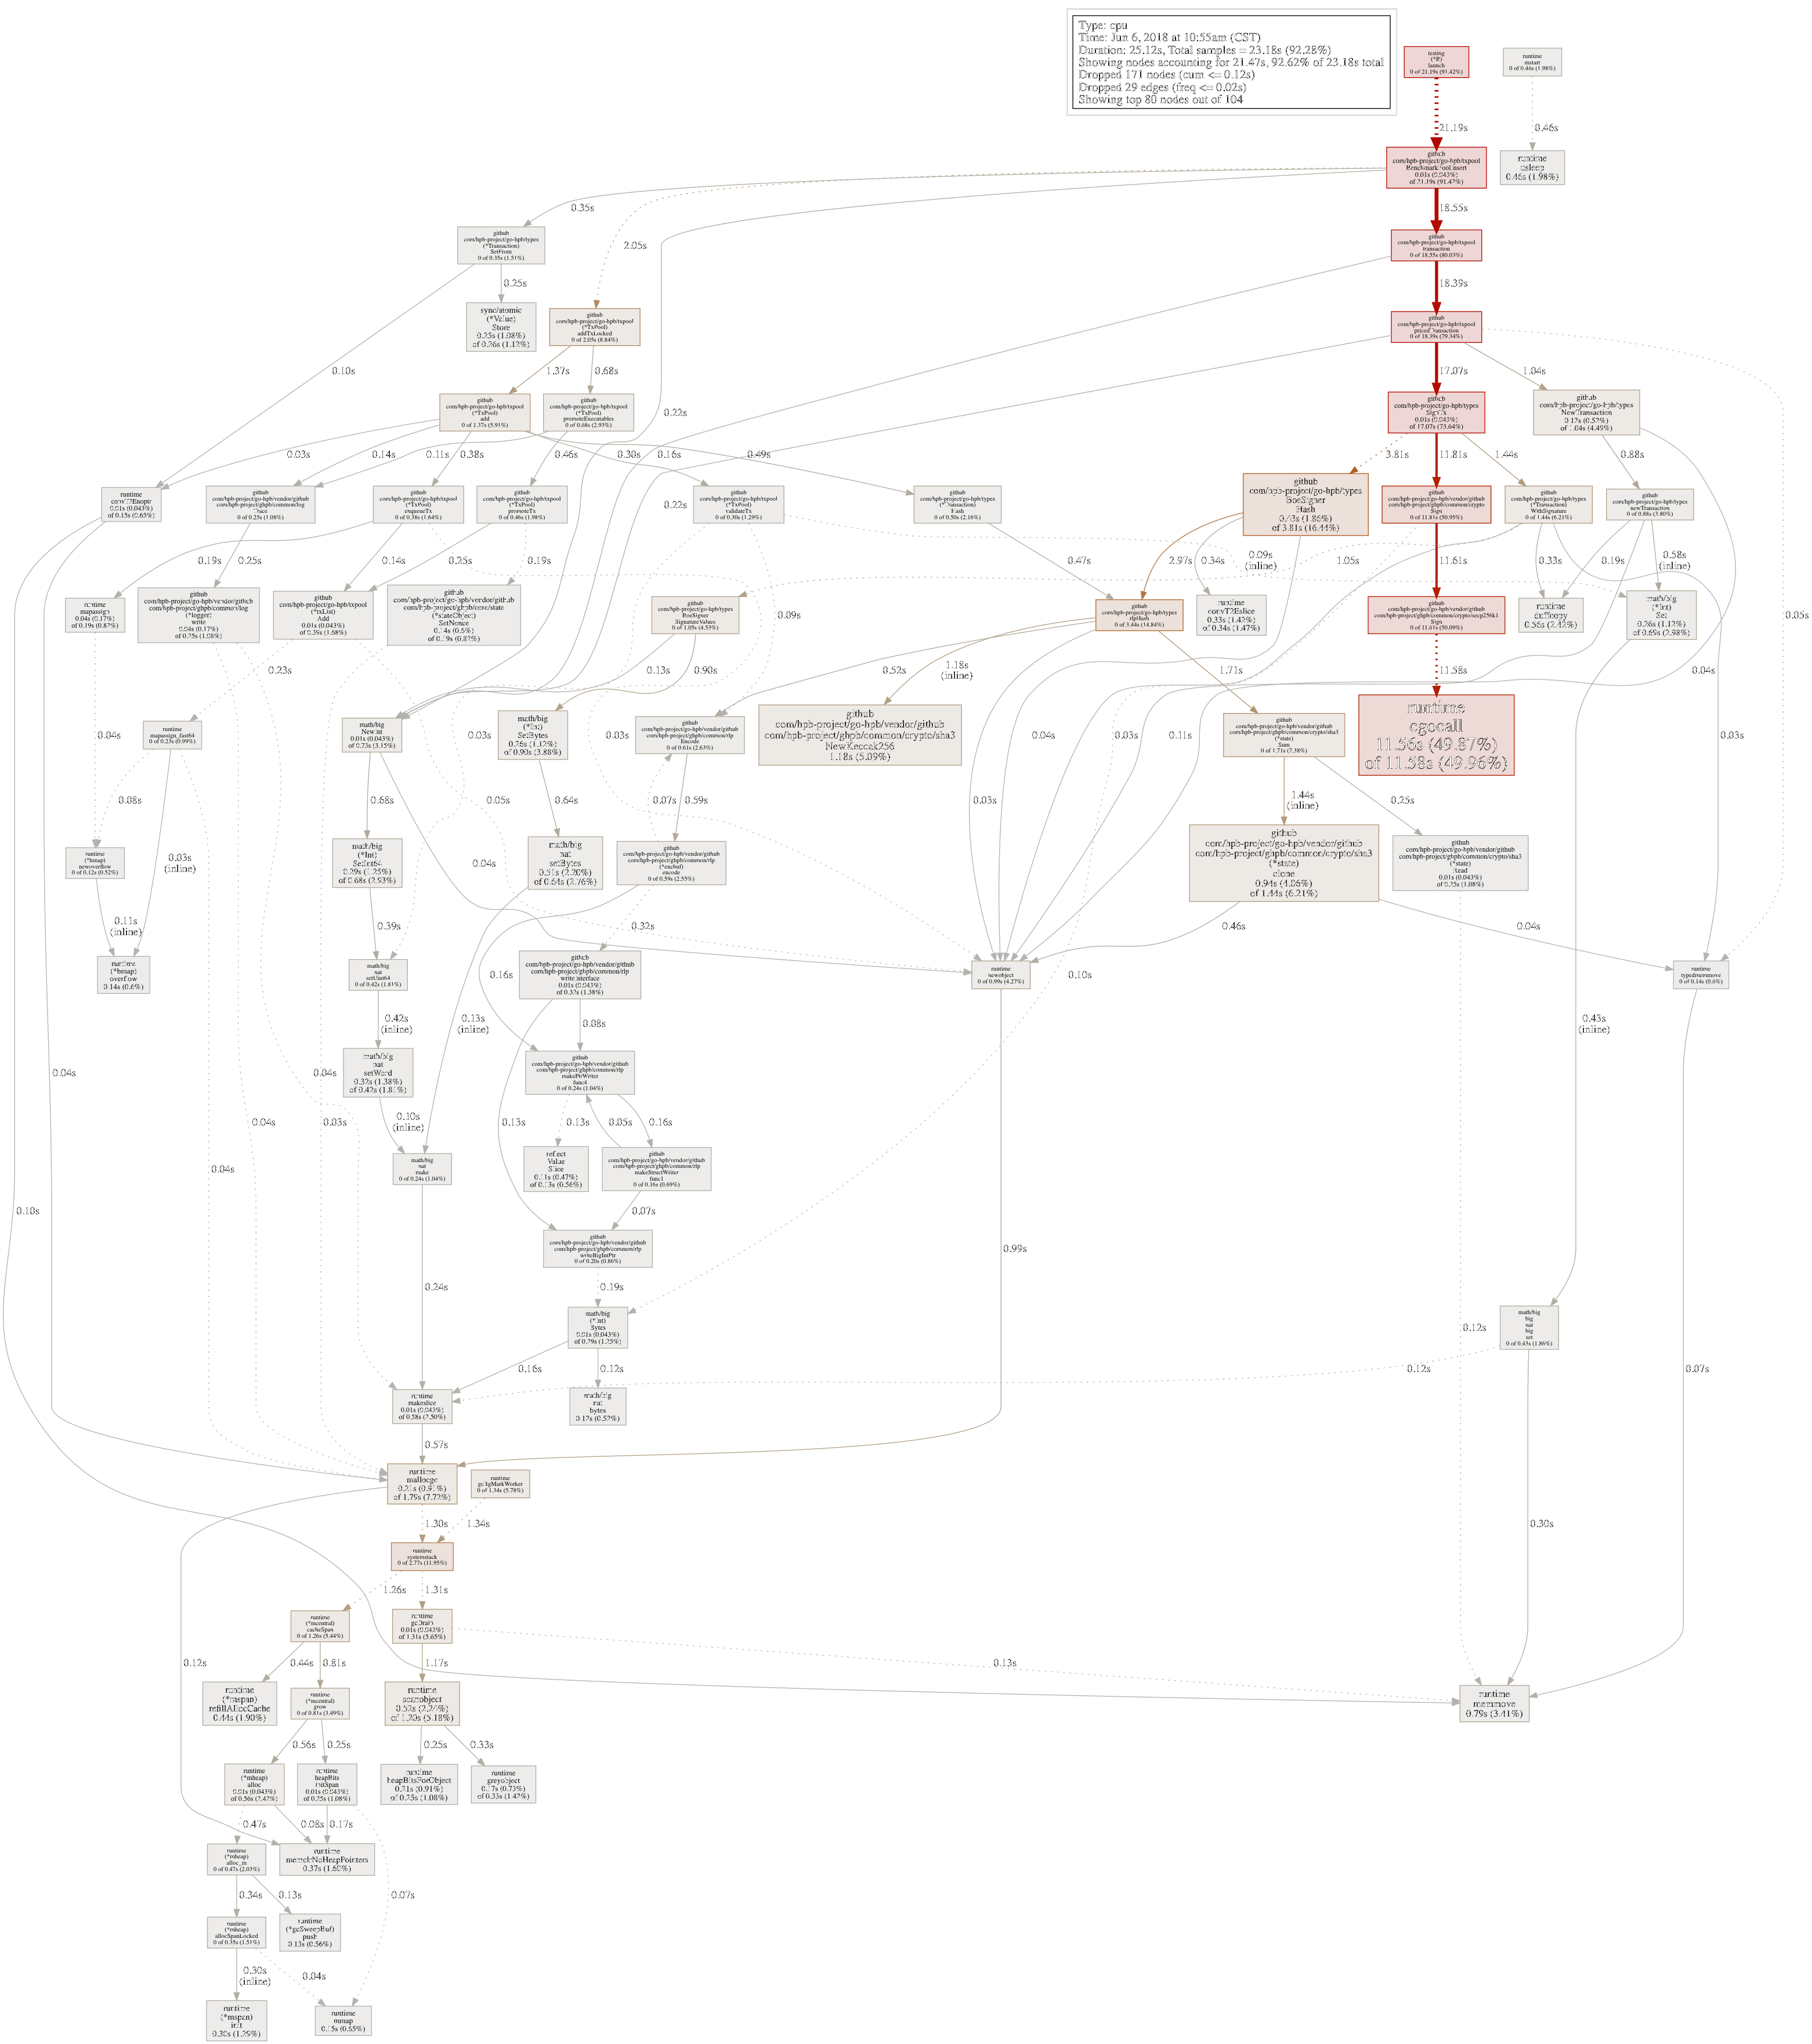 Type: cpu
Time: Jun 6, 2018 at 10:55am (CST)
Duration: 25.12s, Total samples = 23.18s (92.28%)
Showing nodes accounting for 21.47s, 92.62% of 23.18s total
Dropped 171 nodes (cum <= 0.12s)
Dropped 29 edges (freq <= 0.02s)
Showing top 80 nodes out of 104
testing
(*B)
launch
0 of 21.19s (91.42%)
runtime
mstart
0 of 0.46s (1.98%)
21.19s
0.46s
github
com/hpb-project/go-hpb/txpool
BenchmarkPoolInsert
0.01s (0.043%)
of 21.19s (91.42%)
runtime
usleep
0.46s (1.98%)
0.35s
2.05s
18.55s
github
com/hpb-project/go-hpb/types
(*Transaction)
SetFrom
0 of 0.35s (1.51%)
github
com/hpb-project/go-hpb/txpool
transaction
0 of 18.55s (80.03%)
0.25s
18.39s
sync/atomic
(*Value)
Store
0.25s (1.08%)
of 0.26s (1.12%)
github
com/hpb-project/go-hpb/txpool
(*TxPool)
addTxLocked
0 of 2.05s (8.84%)
github
com/hpb-project/go-hpb/txpool
pricedTransaction
0 of 18.39s (79.34%)
0.10s
1.37s
0.68s
17.07s
1.04s
github
com/hpb-project/go-hpb/txpool
(*TxPool)
add
0 of 1.37s (5.91%)
github
com/hpb-project/go-hpb/txpool
(*TxPool)
promoteExecutables
0 of 0.68s (2.93%)
0.22s
github
com/hpb-project/go-hpb/types
SignTx
0.01s (0.043%)
of 17.07s (73.64%)
github
com/hpb-project/go-hpb/types
NewTransaction
0.12s (0.52%)
of 1.04s (4.49%)
0.03s
0.14s
0.11s
0.38s
0.46s
0.30s
0.16s
0.49s
3.81s
11.81s
1.44s
0.88s
runtime
convT2Enoptr
0.01s (0.043%)
of 0.15s (0.65%)
github
com/hpb-project/go-hpb/vendor/github
com/hpb-project/ghpb/common/log
Trace
0 of 0.25s (1.08%)
github
com/hpb-project/go-hpb/txpool
(*TxPool)
enqueueTx
0 of 0.38s (1.64%)
github
com/hpb-project/go-hpb/txpool
(*TxPool)
promoteTx
0 of 0.46s (1.98%)
0.22s
github
com/hpb-project/go-hpb/txpool
(*TxPool)
validateTx
0 of 0.30s (1.29%)
github
com/hpb-project/go-hpb/types
(*Transaction)
Hash
0 of 0.50s (2.16%)
github
com/hpb-project/go-hpb/types
BoeSigner
Hash
0.43s (1.86%)
of 3.81s (16.44%)
github
com/hpb-project/go-hpb/vendor/github
com/hpb-project/ghpb/common/crypto
Sign
0 of 11.81s (50.95%)
github
com/hpb-project/go-hpb/types
(*Transaction)
WithSignature
0 of 1.44s (6.21%)
github
com/hpb-project/go-hpb/types
newTransaction
0 of 0.88s (3.80%)
0.19s
0.25s
0.14s
0.25s
0.19s
0.09s
0.47s
0.09s
(inline)
2.97s
0.34s
1.05s
11.61s
0.33s
0.19s
0.58s
(inline)
0.05s
runtime
mapassign
0.04s (0.17%)
of 0.19s (0.82%)
github
com/hpb-project/go-hpb/vendor/github
com/hpb-project/ghpb/common/log
(*logger)
write
0.04s (0.17%)
of 0.25s (1.08%)
github
com/hpb-project/go-hpb/txpool
(*txList)
Add
0.01s (0.043%)
of 0.39s (1.68%)
github
com/hpb-project/go-hpb/vendor/github
com/hpb-project/ghpb/core/state
(*stateObject)
SetNonce
0.14s (0.6%)
of 0.19s (0.82%)
github
com/hpb-project/go-hpb/types
BoeSigner
SignatureValues
0 of 1.05s (4.53%)
github
com/hpb-project/go-hpb/types
rlpHash
0 of 3.44s (14.84%)
runtime
convT2Eslice
0.33s (1.42%)
of 0.34s (1.47%)
github
com/hpb-project/go-hpb/vendor/github
com/hpb-project/ghpb/common/crypto/secp256k1
Sign
0 of 11.61s (50.09%)
runtime
duffcopy
0.56s (2.42%)
math/big
(*Int)
Set
0.26s (1.12%)
of 0.69s (2.98%)
0.23s
0.13s
0.90s
0.52s
1.18s
(inline)
1.71s
11.58s
0.04s
0.04s
runtime
mapassign_fast64
0 of 0.23s (0.99%)
math/big
NewInt
0.01s (0.043%)
of 0.73s (3.15%)
0.03s
math/big
(*Int)
SetBytes
0.26s (1.12%)
of 0.90s (3.88%)
0.03s
github
com/hpb-project/go-hpb/vendor/github
com/hpb-project/ghpb/common/rlp
Encode
0 of 0.61s (2.63%)
github
com/hpb-project/go-hpb/vendor/github
com/hpb-project/ghpb/common/crypto/sha3
NewKeccak256
1.18s (5.09%)
0.04s
0.03s
0.11s
github
com/hpb-project/go-hpb/vendor/github
com/hpb-project/ghpb/common/crypto/sha3
(*state)
Sum
0 of 1.71s (7.38%)
runtime
cgocall
11.56s (49.87%)
of 11.58s (49.96%)
0.03s
0.08s
0.68s
0.05s
0.64s
0.07s
0.59s
0.03s
1.44s
(inline)
0.25s
runtime
(*hmap)
newoverflow
0 of 0.12s (0.52%)
0.03s
(inline)
math/big
(*Int)
SetInt64
0.29s (1.25%)
of 0.68s (2.93%)
0.04s
math/big
nat
setBytes
0.51s (2.20%)
of 0.64s (2.76%)
github
com/hpb-project/go-hpb/vendor/github
com/hpb-project/ghpb/common/rlp
(*encbuf)
encode
0 of 0.59s (2.55%)
github
com/hpb-project/go-hpb/vendor/github
com/hpb-project/ghpb/common/crypto/sha3
(*state)
clone
0.94s (4.06%)
of 1.44s (6.21%)
github
com/hpb-project/go-hpb/vendor/github
com/hpb-project/ghpb/common/crypto/sha3
(*state)
Read
0.01s (0.043%)
of 0.25s (1.08%)
0.11s
(inline)
0.39s
0.32s
0.46s
0.04s
runtime
(*bmap)
overflow
0.14s (0.6%)
math/big
nat
setUint64
0 of 0.42s (1.81%)
0.16s
github
com/hpb-project/go-hpb/vendor/github
com/hpb-project/ghpb/common/rlp
writeInterface
0.01s (0.043%)
of 0.32s (1.38%)
runtime
newobject
0 of 0.99s (4.27%)
0.10s
runtime
typedmemmove
0 of 0.14s (0.6%)
0.42s
(inline)
0.13s
(inline)
0.08s
0.43s
(inline)
0.04s
0.04s
math/big
nat
setWord
0.32s (1.38%)
of 0.42s (1.81%)
github
com/hpb-project/go-hpb/vendor/github
com/hpb-project/ghpb/common/rlp
makePtrWriter
func4
0 of 0.24s (1.04%)
0.03s
0.04s
0.10s
(inline)
0.13s
0.13s
0.05s
0.16s
0.04s
math/big
nat
make
0 of 0.24s (1.04%)
reflect
Value
Slice
0.11s (0.47%)
of 0.13s (0.56%)
github
com/hpb-project/go-hpb/vendor/github
com/hpb-project/ghpb/common/rlp
makeStructWriter
func1
0 of 0.16s (0.69%)
0.10s
0.07s
github
com/hpb-project/go-hpb/vendor/github
com/hpb-project/ghpb/common/rlp
writeBigIntPtr
0 of 0.20s (0.86%)
0.99s
0.24s
0.19s
math/big
(*Int)
Bytes
0.01s (0.043%)
of 0.29s (1.25%)
0.12s
math/big
big
nat
big
set
0 of 0.43s (1.86%)
0.16s
0.12s
0.12s
0.07s
runtime
makeslice
0.01s (0.043%)
of 0.58s (2.50%)
math/big
nat
bytes
0.12s (0.52%)
0.57s
runtime
mallocgc
0.21s (0.91%)
of 1.79s (7.72%)
runtime
gcBgMarkWorker
0 of 1.34s (5.78%)
1.30s
1.34s
0.30s
runtime
systemstack
0 of 2.77s (11.95%)
1.26s
1.31s
runtime
(*mcentral)
cacheSpan
0 of 1.26s (5.44%)
runtime
gcDrain
0.01s (0.043%)
of 1.31s (5.65%)
0.12s
0.44s
0.81s
1.17s
0.13s
runtime
(*mspan)
refillAllocCache
0.44s (1.90%)
runtime
(*mcentral)
grow
0 of 0.81s (3.49%)
runtime
scanobject
0.52s (2.24%)
of 1.20s (5.18%)
runtime
memmove
0.79s (3.41%)
0.56s
0.25s
0.25s
0.33s
runtime
(*mheap)
alloc
0.01s (0.043%)
of 0.56s (2.42%)
runtime
heapBits
initSpan
0.01s (0.043%)
of 0.25s (1.08%)
runtime
heapBitsForObject
0.21s (0.91%)
of 0.25s (1.08%)
runtime
greyobject
0.17s (0.73%)
of 0.33s (1.42%)
0.47s
0.08s
0.17s
runtime
(*mheap)
alloc_m
0 of 0.47s (2.03%)
runtime
memclrNoHeapPointers
0.37s (1.60%)
0.34s
0.13s
0.07s
runtime
(*mheap)
allocSpanLocked
0 of 0.35s (1.51%)
runtime
(*gcSweepBuf)
push
0.13s (0.56%)
0.30s
(inline)
0.04s
runtime
(*mspan)
init
0.30s (1.29%)
runtime
mmap
0.15s (0.65%)